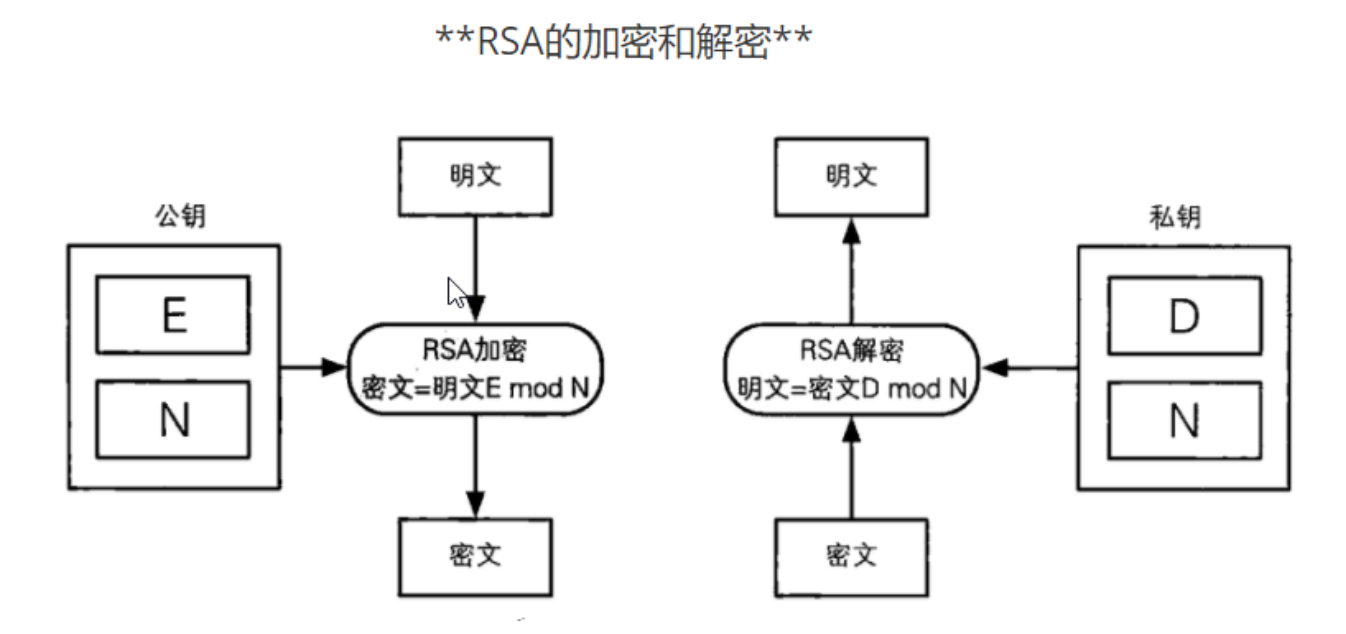 **RSA的加密和解密**
明文
明文
公钥
私钥
E
D
RSA加密
密文=明文E mod N
RSA解密
明文=密文D mod N
N
N
密文
密文